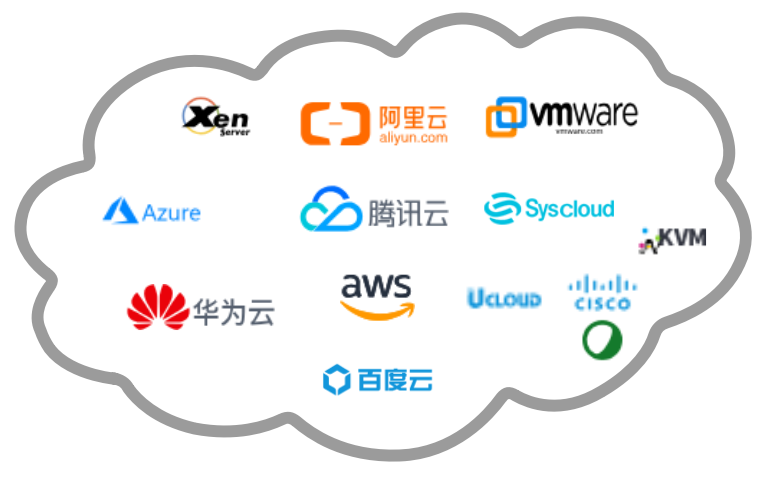 Xen
Server
阿里云
aliyun.com
vmware
vmware.com
Azure
腾讯云
Syscloud
KVM
华为云
aws
UCLOUD
CISCO
百度云